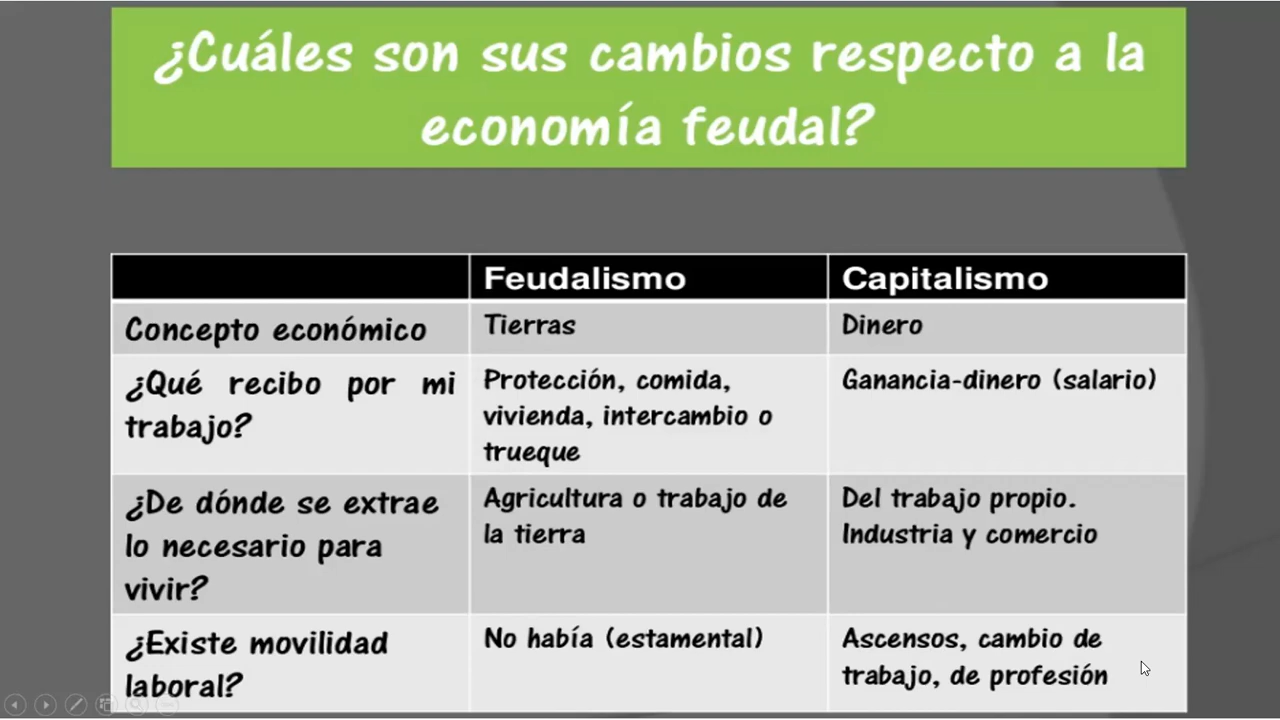 ¿Cuáles son sus cambios respecto a la
economía feudal?
Feudalismo
Capitalismo
Concepto económico
Tierras
Dinero
¿Qué recibo por mi
trabajo?
Protección, comida,
vivienda, intercambio o
trueque
Ganancia-dinero (salario)
¿De dónde se extrae
lo necesario para
vivir?
Agricultura o trabajo de
la tierra
Del trabajo propio.
Industria y comercio
¿Existe movilidad
laboral?
No había (estamental)
Ascensos, cambio de
trabajo, de profesión